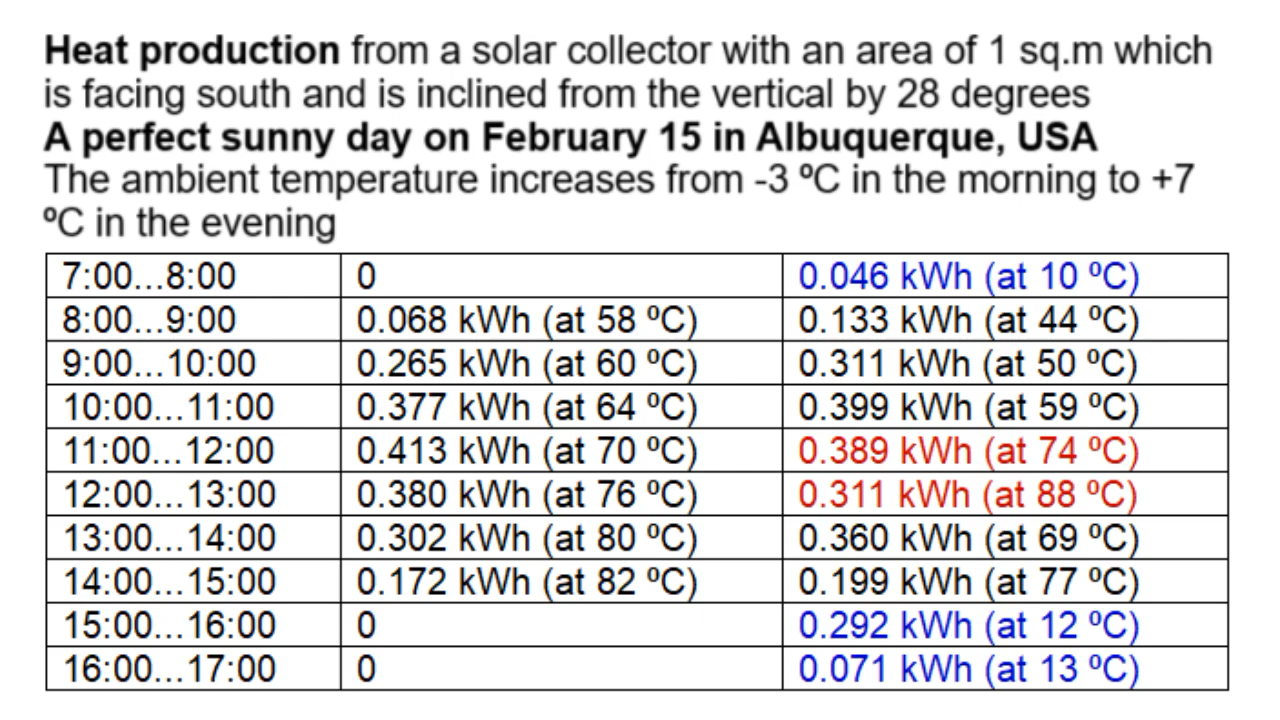 Heat production from a solar collector with an area of 1 sq.m which
is facing south and is inclined from the vertical by 28 degrees
A perfect sunny day on February 15 in Albuquerque, USA
The ambient temperature increases from -3 ºC in the morning to +7
ºC in the evening
7:00...8:00 0 0.046 kWh (at 10 ºC)
8:00...9:00 0.068 kWh (at 58 ºC) 0.133 kWh (at 44 ºC)
9:00...10:00 0.265 kWh (at 60 ºC) 0.311 kWh (at 50 ºC)
10:00...11:00 0.377 kWh (at 64 ºC) 0.399 kWh (at 59 ºC)
11:00...12:00 0.413 kWh (at 70 ºC) 0.389 kWh (at 74 ºC)
12:00...13:00 0.380 kWh (at 76 ºC) 0.311 kWh (at 88 ºC)
13:00...14:00 0.302 kWh (at 80 ºC) 0.360 kWh (at 69 ºC)
14:00...15:00 0.172 kWh (at 82 ºC) 0.199 kWh (at 77 ºC)
15:00...16:00 0 0.292 kWh (at 12 ºC)
16:00...17:00 0 0.071 kWh (at 13 ºC)